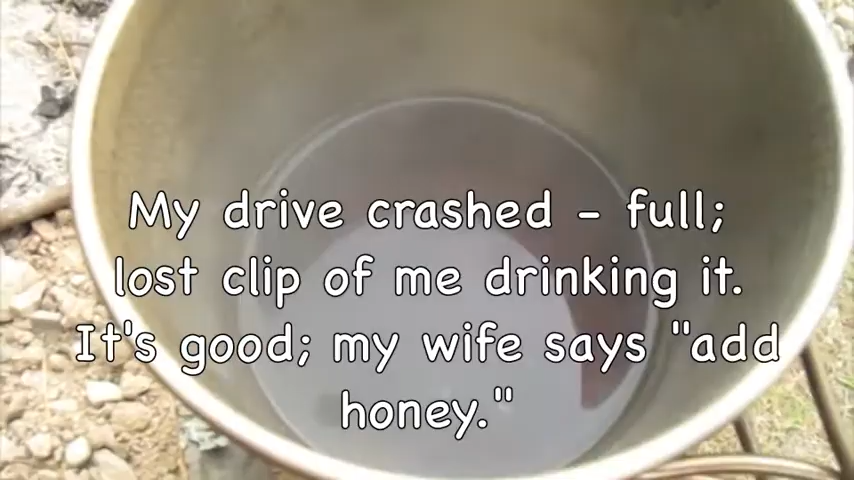 My drive crashed - full;
lost clip of me drinking it.
It's good; my wife says "add
honey."